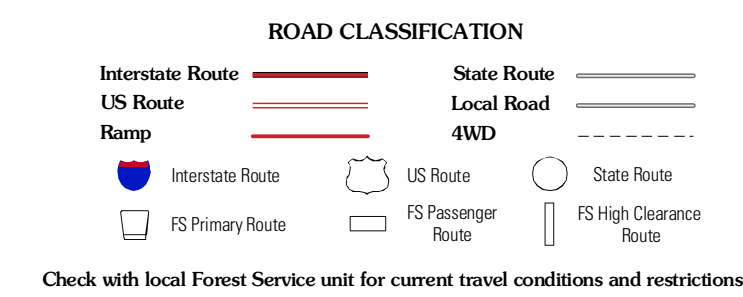 ROAD CLASSIFICATION
Interstate Route
State Route
US Route
Local Road
Ramp
4WD
Interstate Route
US Route
State Route
FS Primary Route
FS Passenger
Route
FS High Clearance
Route
Check with local Forest Service unit for current travel conditions and restrictions